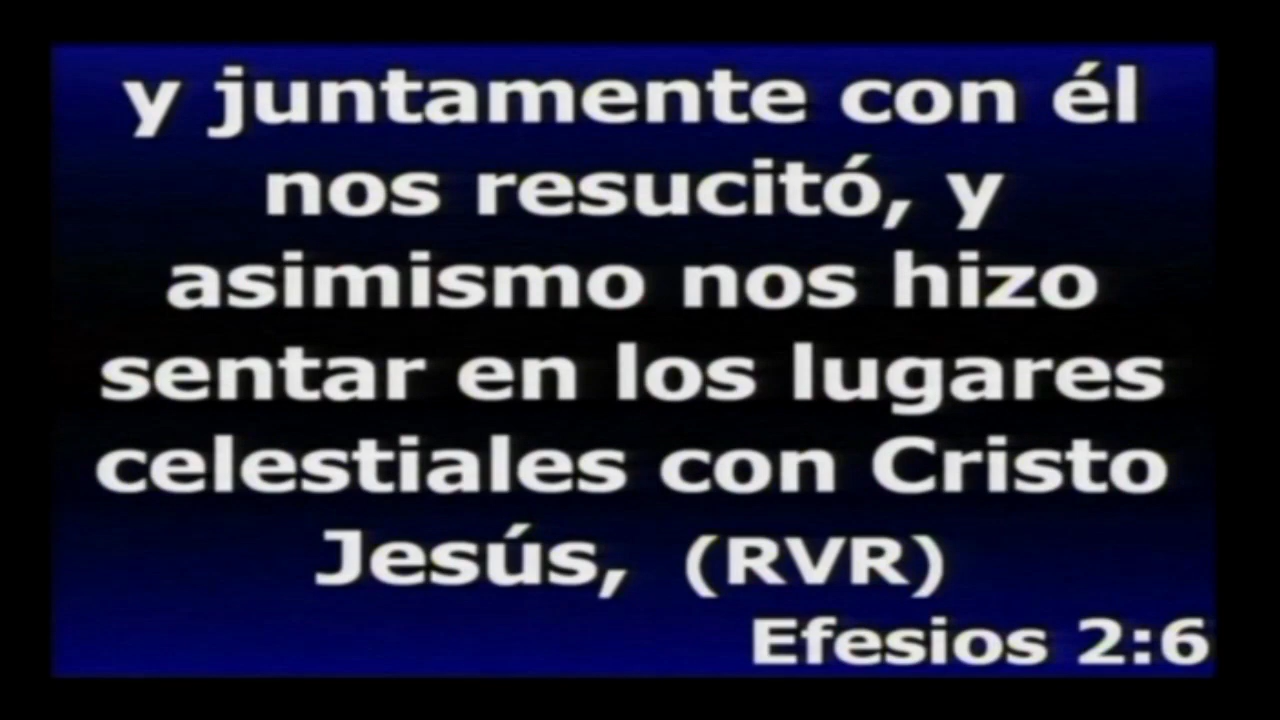 y juntamente con él
nos resucitó, y
asimismo nos hizo
sentar en los lugares
celestiales con Cristo
Jesús, (RVR)
Efesios 2:6